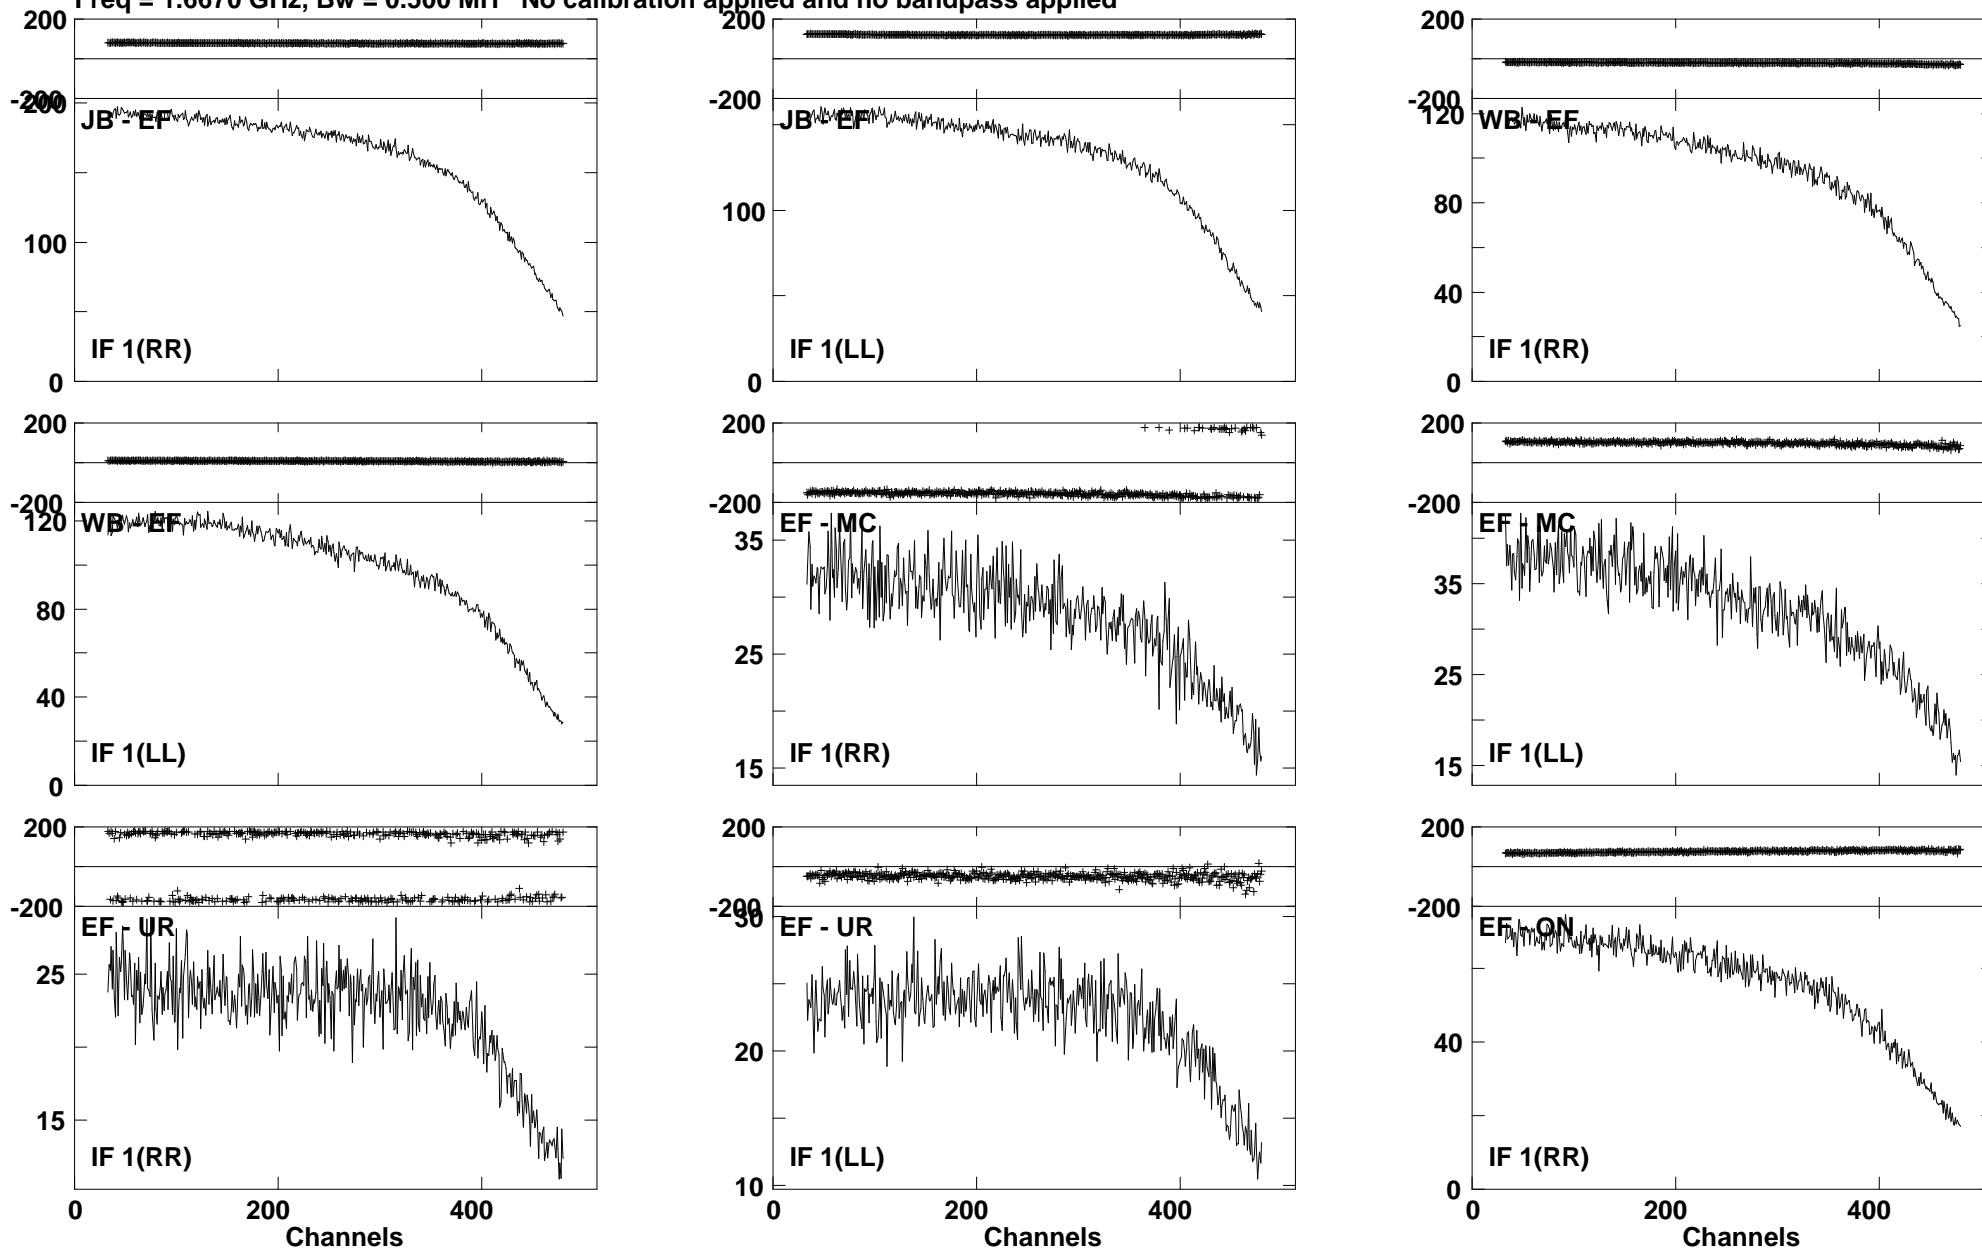 Freq = 1.6670 GHz, Bw = 0.500 MH No calibration applied and no bandpass applied
200 200 200
-200 -200 -200
200 120
JB - EF JB - EF WB - EF
100 100 80
40
IF 1(RR) IF 1(LL) IF 1(RR)
0 0 0
200 200 200
-200 -200 -200
120 35 35
WB - EF EF - MC EF - MC
80 25 25
40
IF 1(LL) IF 1(RR) IF 1(LL)
0 15 15
200 200 200
-200 -200 -200
30
EF - UR EF - UR EF - ON
25 20 40
15
IF 1(RR) IF 1(LL) IF 1(RR)
10 0
0 200 400 0 200 400 0 200 400
Channels Channels Channels